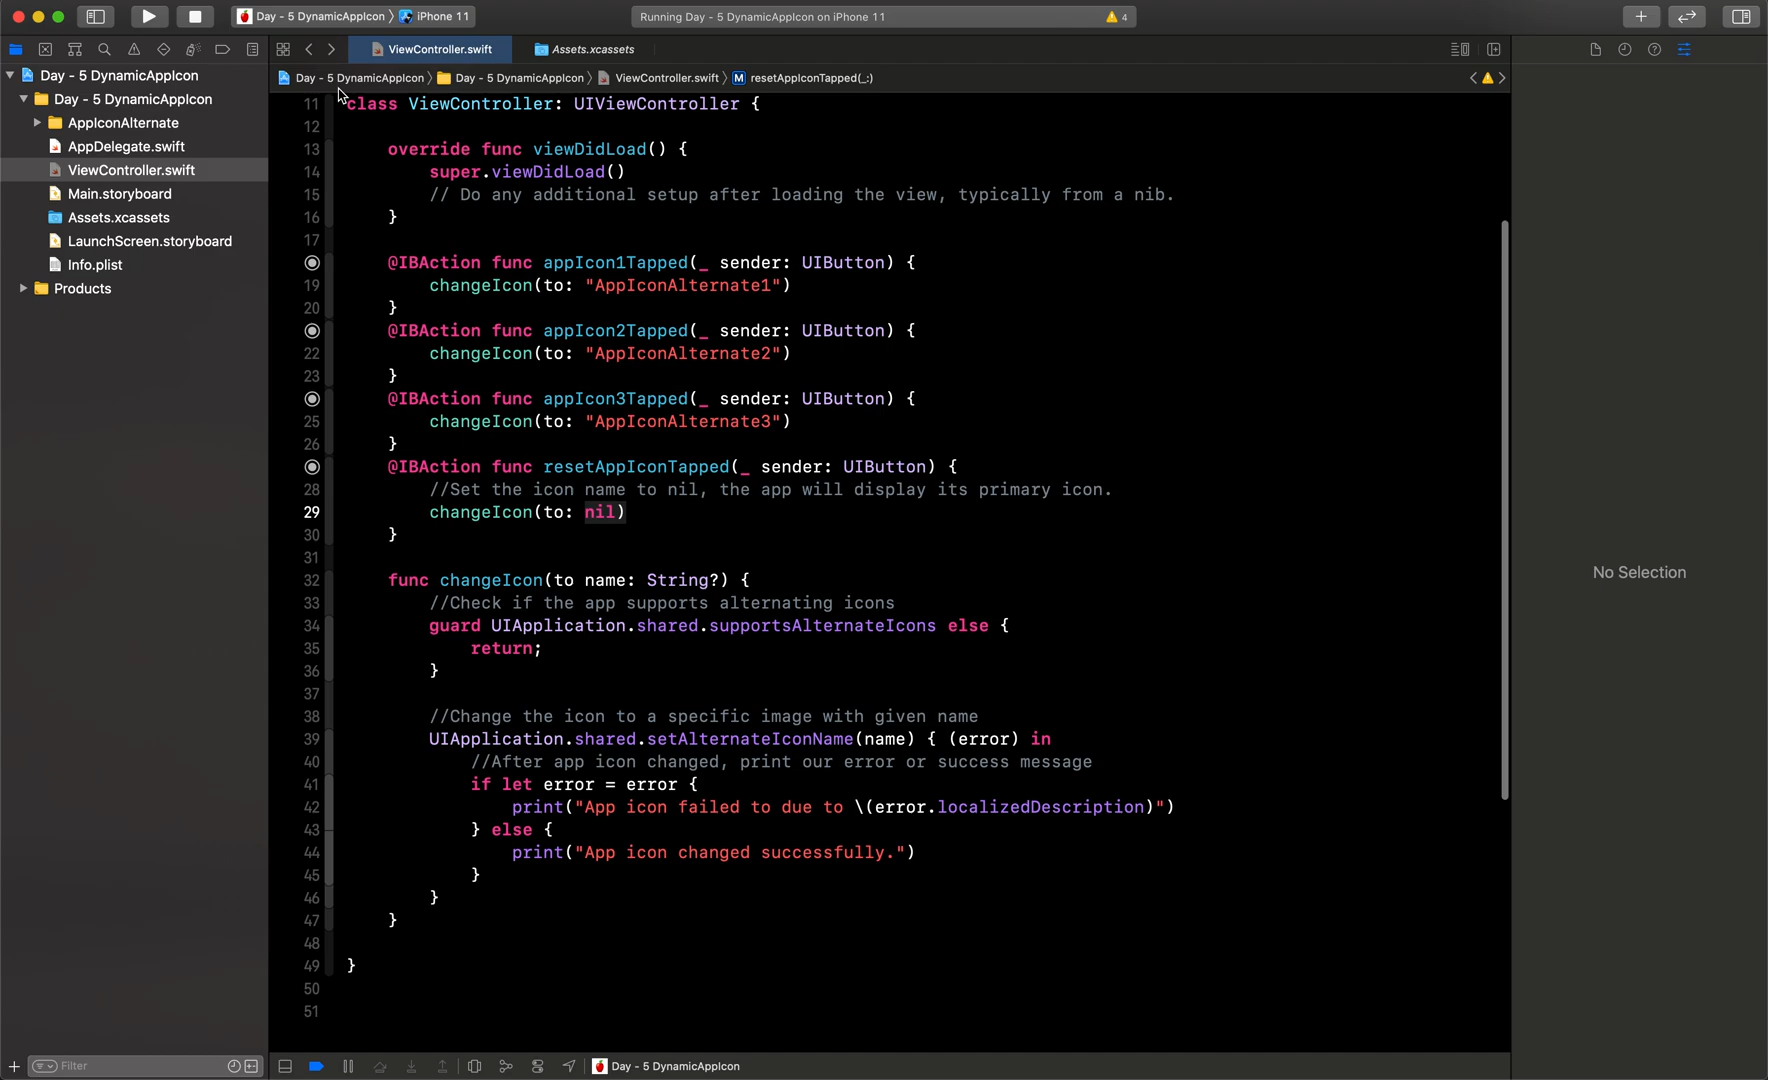 Day - 5 DynamicAppIcon
iPhone 11
Running Day - 5 DynamicAppIcon on iPhone 11
4
ViewController.swift
Assets.xcassets
Day - 5 DynamicAppIcon
Day - 5 DynamicAppIcon
ViewController.swift
M
resetAppIconTapped(_:)
Day - 5 DynamicAppIcon
Day - 5 DynamicAppIcon
AppIconAlternate
AppDelegate.swift
ViewController.swift
Main.storyboard
Assets.xcassets
LaunchScreen.storyboard
Info.plist
Products
11 class ViewController: UIViewController {
12
13 override func viewDidLoad() {
14 super.viewDidLoad()
15 // Do any additional setup after loading the view, typically from a nib.
16 }
17
@IBAction func appIcon1Tapped(_ sender: UIButton) {
19 changeIcon(to: "AppIconAlternate1")
20 }
@IBAction func appIcon2Tapped(_ sender: UIButton) {
22 changeIcon(to: "AppIconAlternate2")
23 }
@IBAction func appIcon3Tapped(_ sender: UIButton) {
25 changeIcon(to: "AppIconAlternate3")
26 }
@IBAction func resetAppIconTapped(_ sender: UIButton) {
28 //Set the icon name to nil, the app will display its primary icon.
29 changeIcon(to: nil)
30 }
31
32 func changeIcon(to name: String?) {
33 //Check if the app supports alternating icons
34 guard UIApplication.shared.supportsAlternateIcons else {
35 return;
36 }
37
38 //Change the icon to a specific image with given name
39 UIApplication.shared.setAlternateIconName(name) { (error) in
40 //After app icon changed, print our error or success message
41 if let error = error {
42 print("App icon failed to due to \(error.localizedDescription)")
43 } else {
44 print("App icon changed successfully.")
45 }
46 }
47 }
48
49 }
50
51
No Selection
Filter
Day - 5 DynamicAppIcon